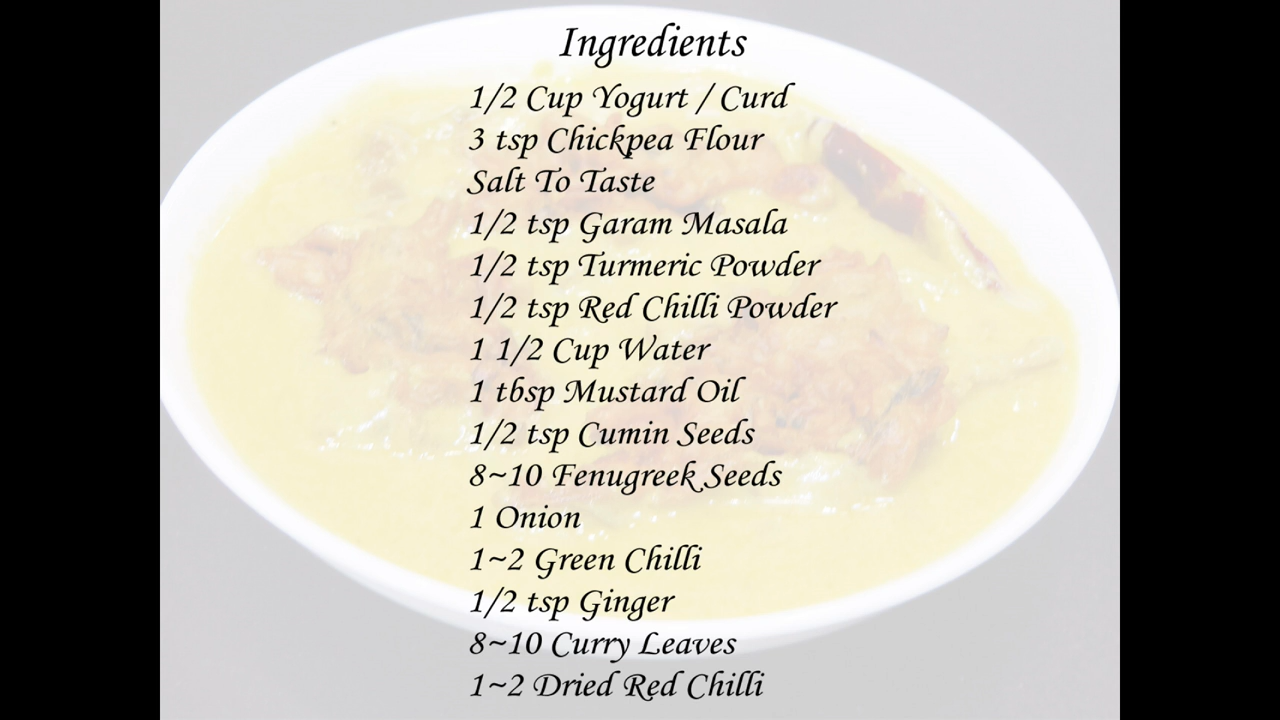 Ingredients
1/2 Cup Yogurt / Curd
3 tsp Chickpea Flour
Salt To Taste
1/2 tsp Garam Masala
1/2 tsp Turmeric Powder
1/2 tsp Red Chilli Powder
1 1/2 Cup Water
1 tbsp Mustard Oil
1/2 tsp Cumin Seeds
8~10 Fenugreek Seeds
1 Onion
1~2 Green Chilli
1/2 tsp Ginger
8~10 Curry Leaves
1~2 Dried Red Chilli